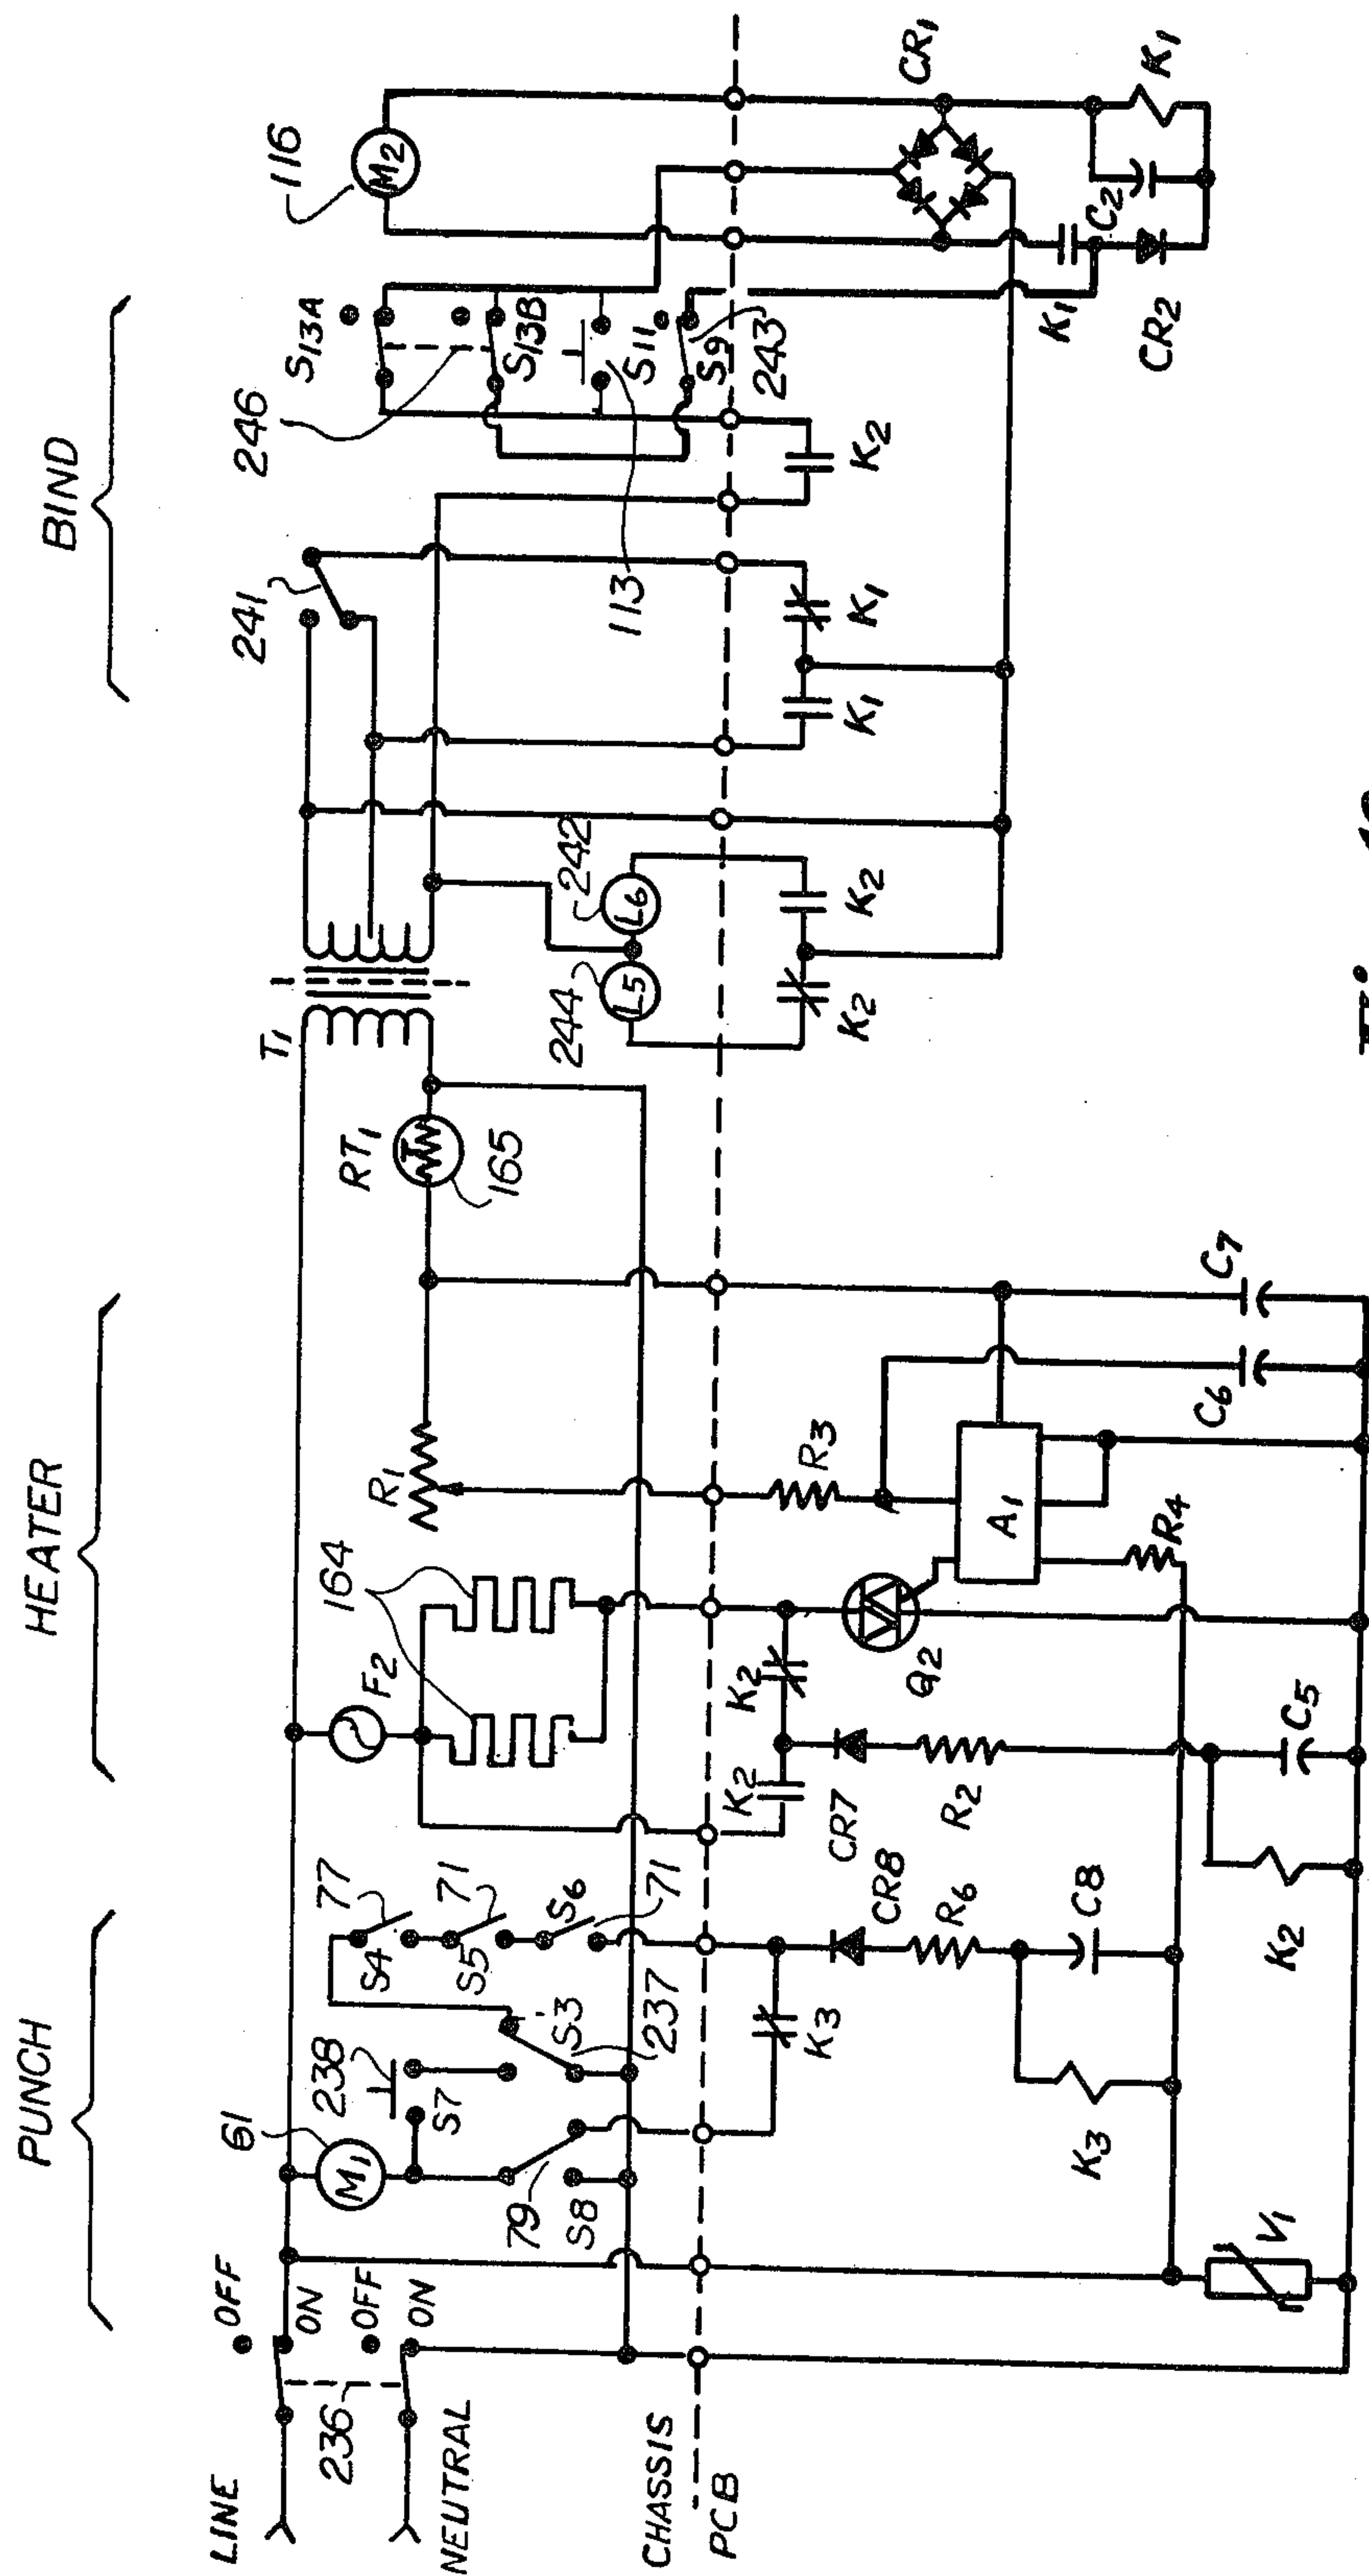 PUNCH
HEATER
BIND
LINE
OFF
ON
OFF
ON
236
NEUTRAL
CHASSIS
PCB
61
M1
238
S7
79
S8
S3
237
77
S4
71
S5
S6
71
F2
164
R1
RT1
165
T1
244
L5
242
L6
241
246
S13A
S13B
S11
S9
243
113
116
M2
K3
CR8
R6
C8
K3
V1
K2
K2
CR7
R2
C5
K2
Q2
R3
A1
R4
C6
C7
K2
K2
K1
K1
K2
CR1
K1
C2
K1
CR2